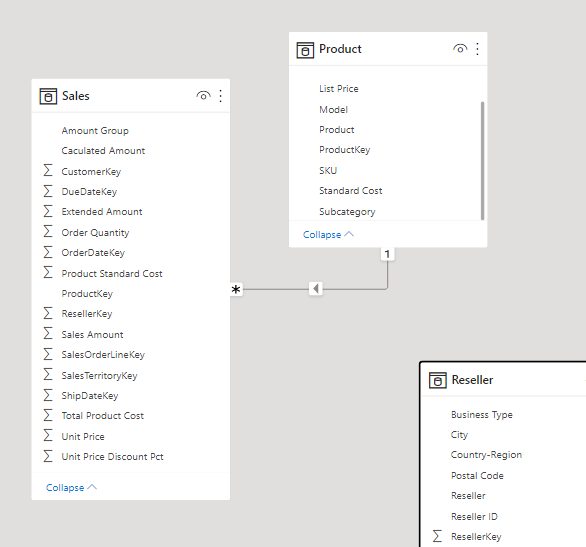 Sales
Amount Group
Caculated Amount
CustomerKey
DueDateKey
Extended Amount
Order Quantity
OrderDateKey
Product Standard Cost
ProductKey
ResellerKey
Sales Amount
SalesOrderLineKey
SalesTerritoryKey
ShipDateKey
Total Product Cost
Unit Price
Unit Price Discount Pct
Collapse
Product
List Price
Model
Product
ProductKey
SKU
Standard Cost
Subcategory
Collapse
1
*
Reseller
Business Type
City
Country-Region
Postal Code
Reseller
Reseller ID
ResellerKey